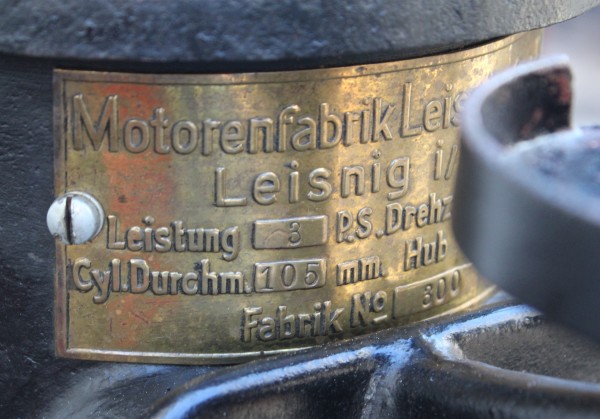 Motorenfabrik Leis
Leisnig i/
Leistung 3 P.S. Drehz
Cyl. Durchm. 105 mm. Hub
Fabrik No 300